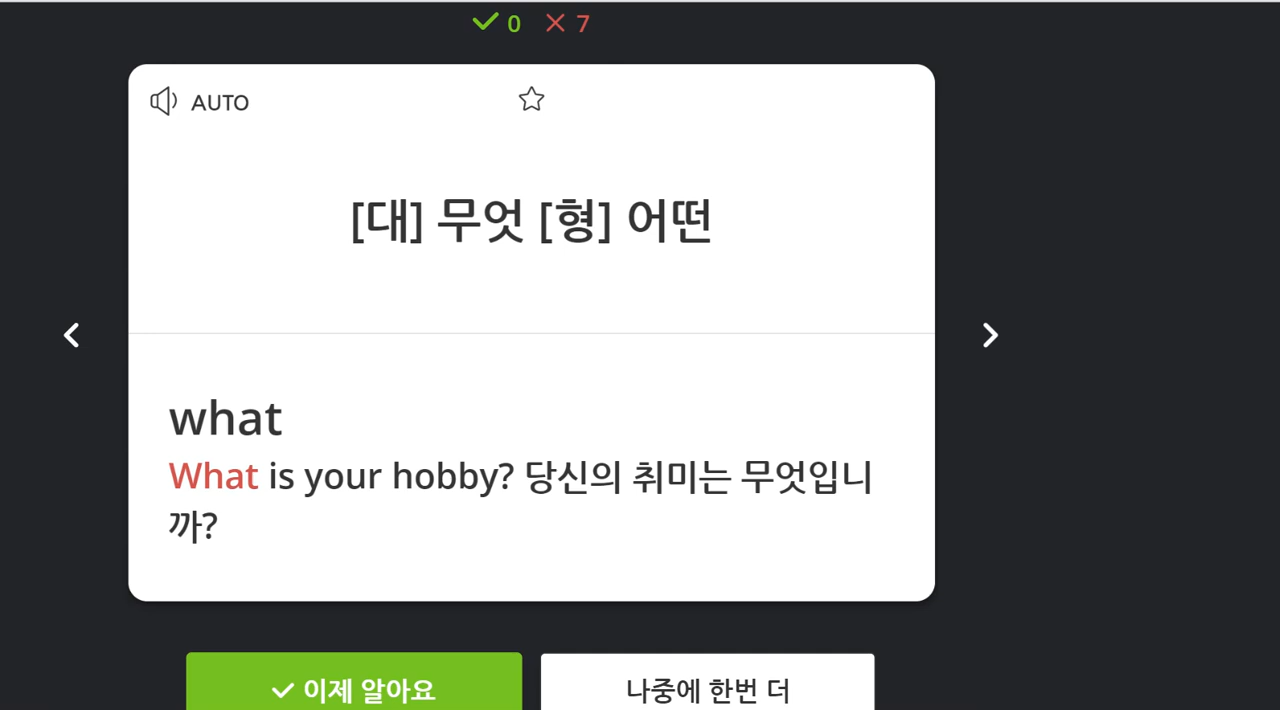 0 7
AUTO
[대] 무엇 [형] 어떤
what
What is your hobby? 당신의 취미는 무엇입니
까?
이제 알아요 나중에 한번 더